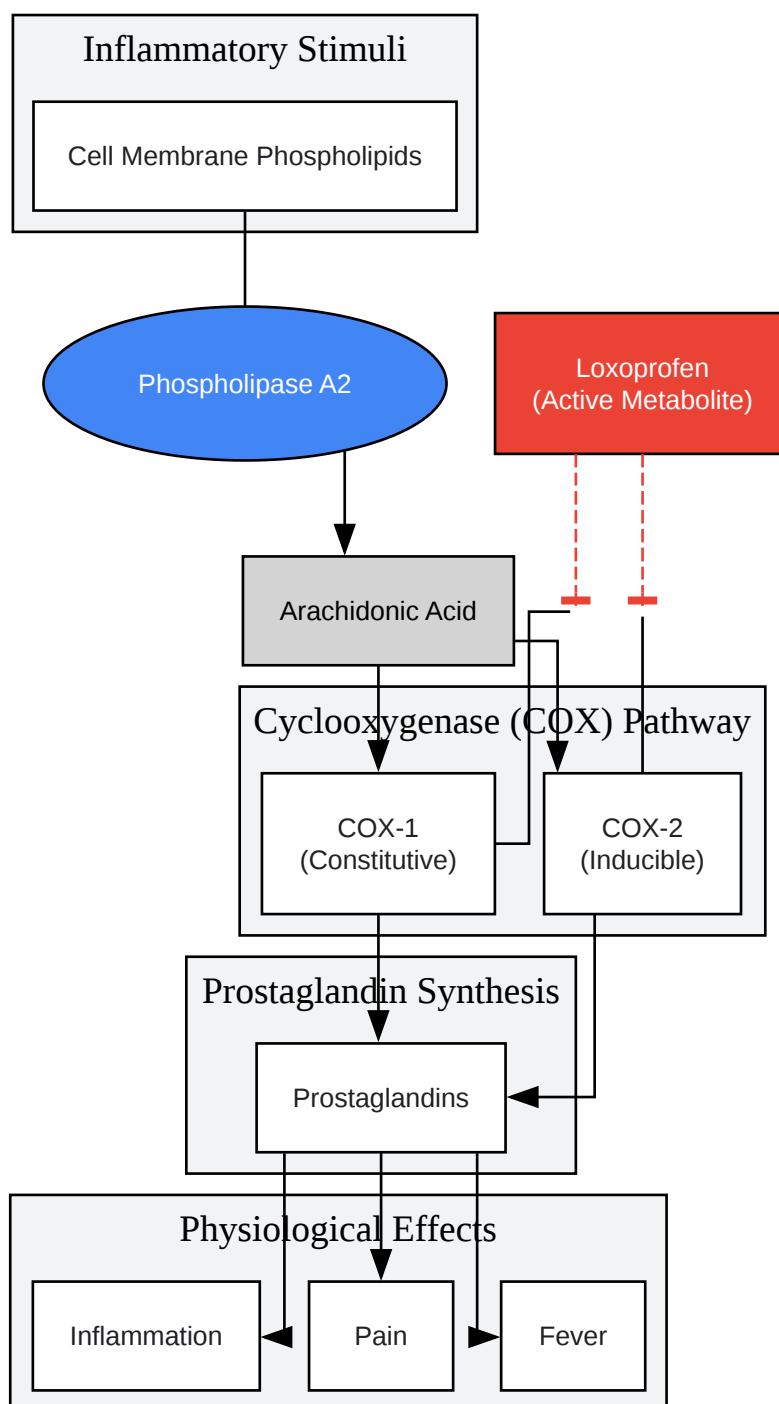 Inflammatory Stimuli
Cell Membrane Phospholipids
Phospholipase A2
Loxoprofen
(Active Metabolite)
Arachidonic Acid
Cyclooxygenase (COX) Pathway
COX-1
(Constitutive)
COX-2
(Inducible)
Prostaglandin Synthesis
Prostaglandins
Physiological Effects
Inflammation
Pain
Fever